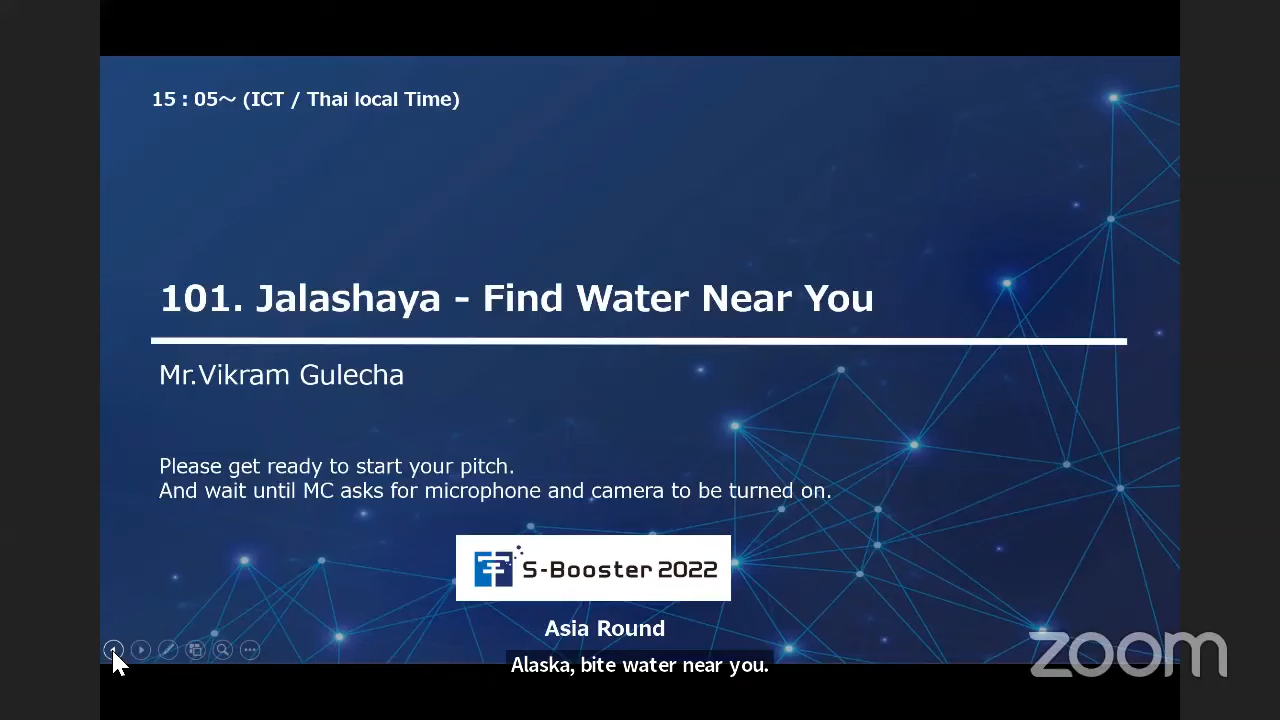 15 : 05～ (ICT / Thai local Time)
101. Jalashaya - Find Water Near You
Mr.Vikram Gulecha
Please get ready to start your pitch.
And wait until MC asks for microphone and camera to be turned on.
S-Booster 2022
Asia Round
Alaska, bite water near you.
zoom